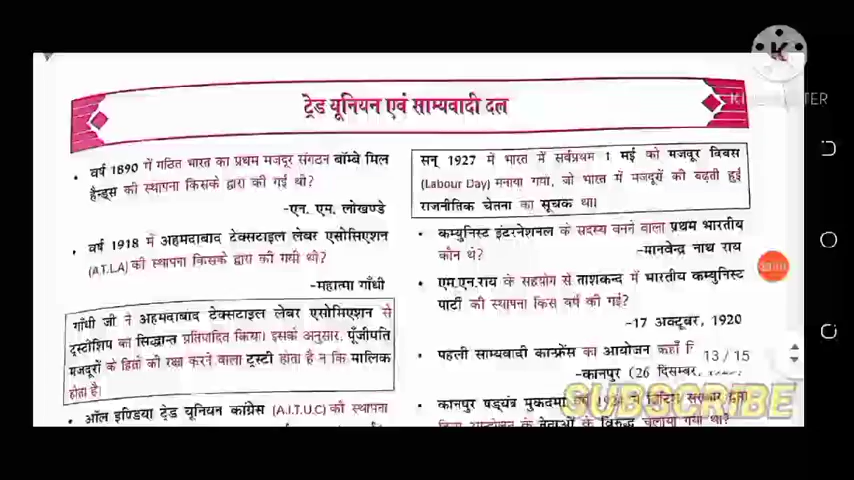 ट्रेड यूनियन एवं साम्यवादी दल
• वर्ष 1890 में गठित भारत का प्रथम मजदूर संगठन बॉम्बे मिल
हैन्ड्स की स्थापना किसके द्वारा की गई थी?
-एन. एम. लोखण्डे
• वर्ष 1918 में अहमदाबाद टेक्सटाइल लेबर एसोसिएशन
(A.T.L.A) की स्थापना किसके द्वारा की गयी थी?
-महात्मा गाँधी
गाँधी जी ने अहमदाबाद टेक्सटाइल लेबर एसोसिएशन से
ट्रस्टीशिप का सिद्धान्त प्रतिपादित किया। इसके अनुसार, पूँजीपति
मजदूरों के हितों की रक्षा करने वाला ट्रस्टी होता है न कि मालिक
होता है।
• ऑल इण्डिया ट्रेड यूनियन कांग्रेस (A.I.T.U.C) की स्थापना
सन् 1927 में भारत में सर्वप्रथम 1 मई को मजदूर दिवस
(Labour Day) मनाया गया, जो भारत में मजदूरों की बढ़ती हुई
राजनीतिक चेतना का सूचक था।
• कम्युनिस्ट इंटरनेशनल के सदस्य बनने वाला प्रथम भारतीय
कौन थे? -मानवेन्द्र नाथ राय
• एम.एन.राय के सहयोग से ताशकन्द में भारतीय कम्युनिस्ट
पार्टी की स्थापना किस वर्ष की गई?
-17 अक्टूबर, 1920
• पहली साम्यवादी कान्फ्रेंस का आयोजन कहाँ
-कानपुर (26 दिसम्बर,
• कानपुर षड्यंत्र मुकदमा ब्रिटिश सरकार द्वारा
के नेताओं के विरुद्ध चलाया गया था?
13 / 15
K
SUBSCRIBE